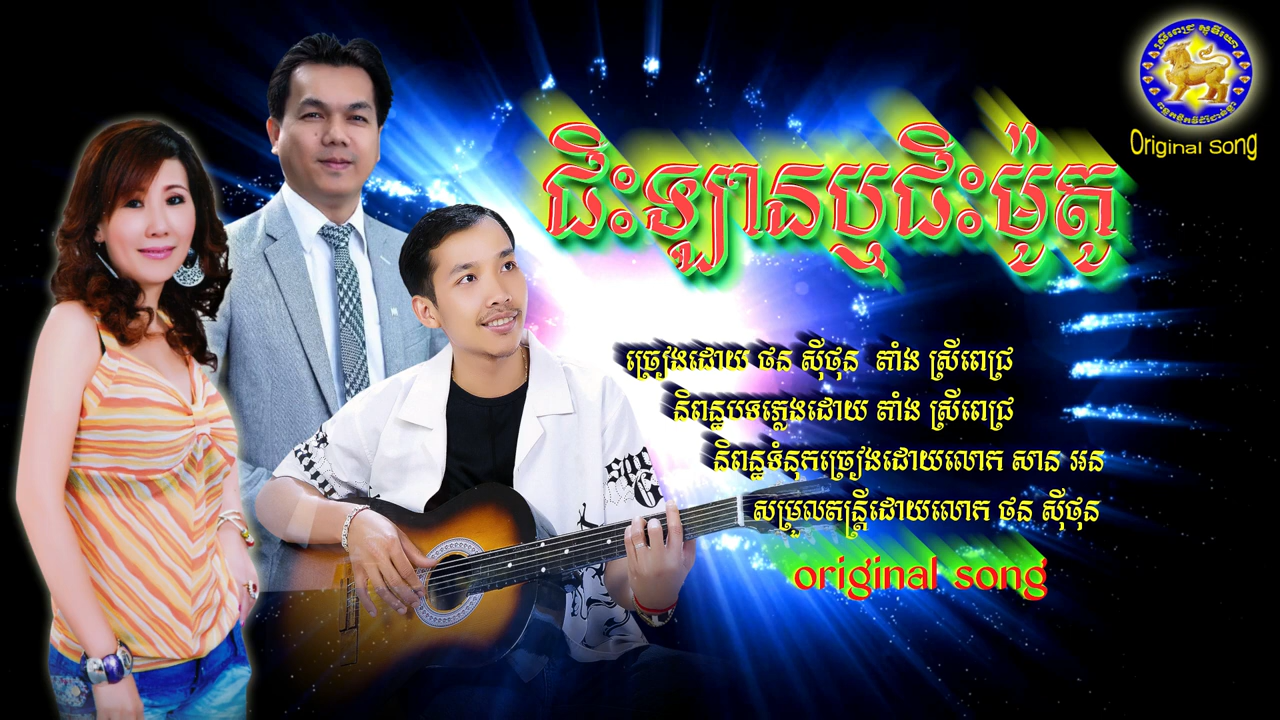 Original Song
ជិះឡានឬជិះម៉ូតូ
ច្រៀងដោយ ថន ស៊ីថុន តាំង ស្រីពេជ្រ
និពន្ធបទភ្លេងដោយ តាំង ស្រីពេជ្រ
និពន្ធទំនុកច្រៀងដោយលោក សាន អន
សម្រួលតន្ត្រីដោយលោក ថន ស៊ីថុន
original song